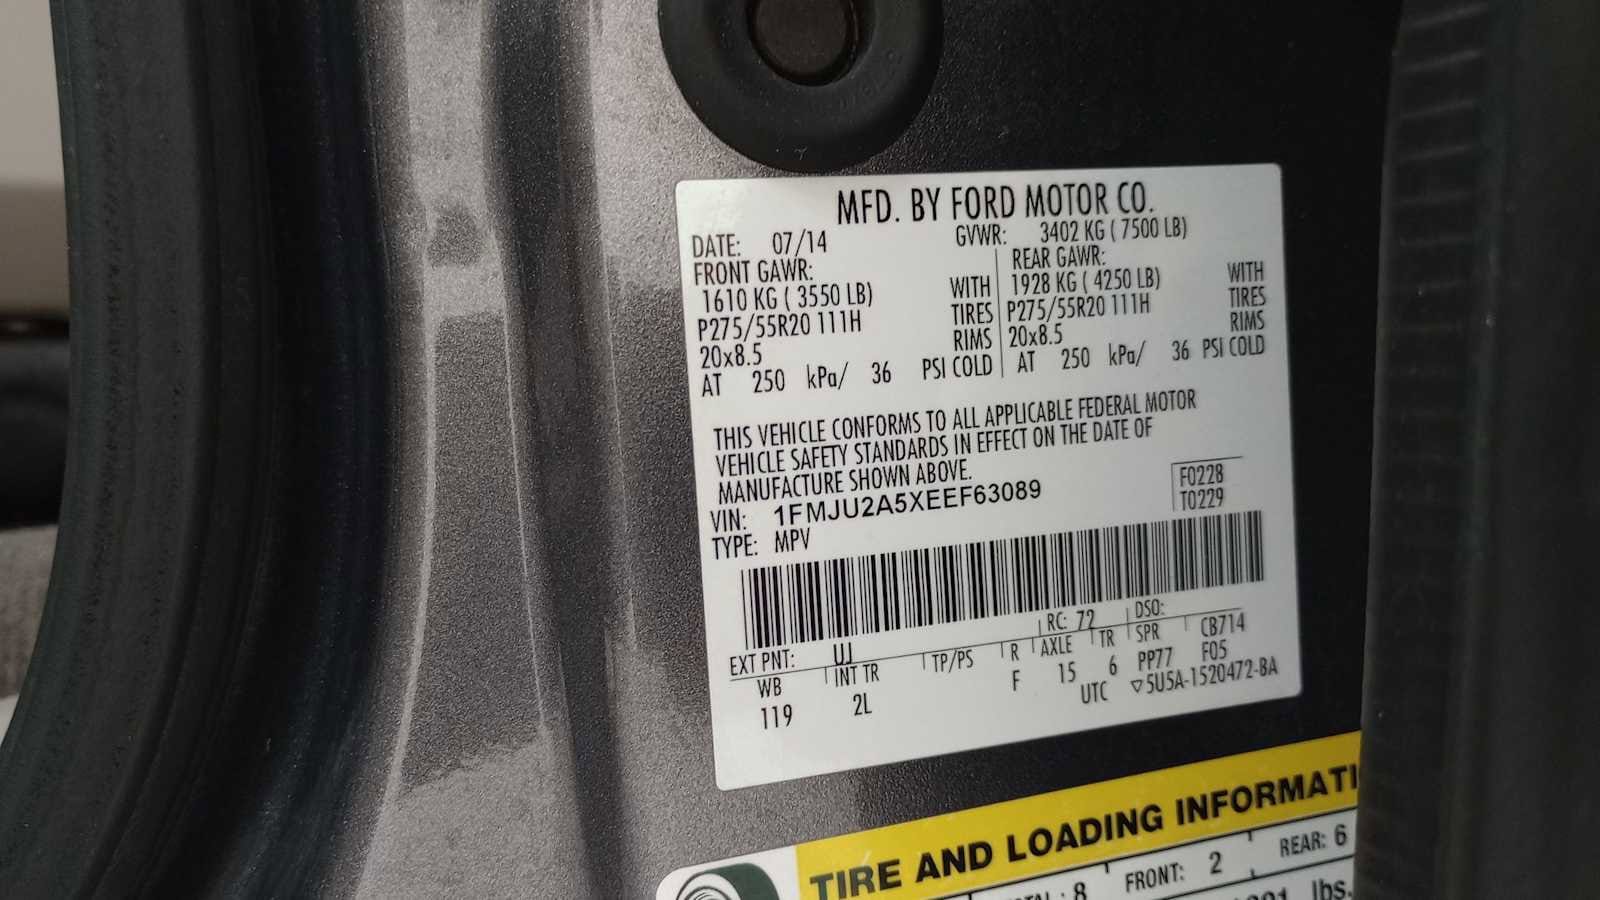 MFD. BY FORD MOTOR CO.
DATE: 07/14 GVWR: 3402 KG ( 7500 LB)
FRONT GAWR: REAR GAWR:
1610 KG ( 3550 LB) WITH 1928 KG ( 4250 LB) WITH
P275/55R20 111H TIRES P275/55R20 111H TIRES
20x8.5 RIMS 20x8.5 RIMS
AT 250 kPa/ 36 PSI COLD AT 250 kPa/ 36 PSI COLD
THIS VEHICLE CONFORMS TO ALL APPLICABLE FEDERAL MOTOR
VEHICLE SAFETY STANDARDS IN EFFECT ON THE DATE OF
MANUFACTURE SHOWN ABOVE.
F0228
VIN: 1FMJU2A5XEEF63089 T0229
TYPE: MPV
EXT PNT: UJ RC: 72 DSO:
WB INT TR TP/PS R AXLE TR SPR CB714
119 2L F 15 6 PP77 F05
UTC ▽5U5A-1520472-BA
TIRE AND LOADING INFORMATI
8 FRONT: 2 REAR: 6
lbs.